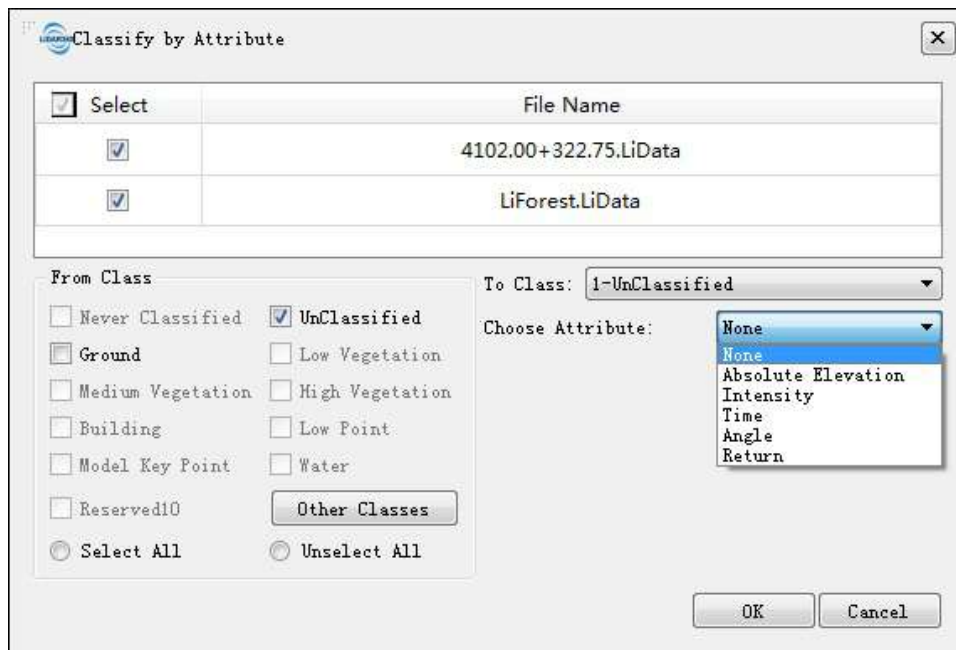 Classify by Attribute
Select File Name
4102.00+322.75.LiData
LiForest.LiData
From Class
To Class: 1-UnClassified
Never Classified UnClassified
Choose Attribute: None
Ground Low Vegetation
None
Absolute Elevation
Medium Vegetation High Vegetation
Intensity
Time
Building Low Point
Angle
Return
Model Key Point Water
Reserved10 Other Classes
Select All Unselect All
OK Cancel